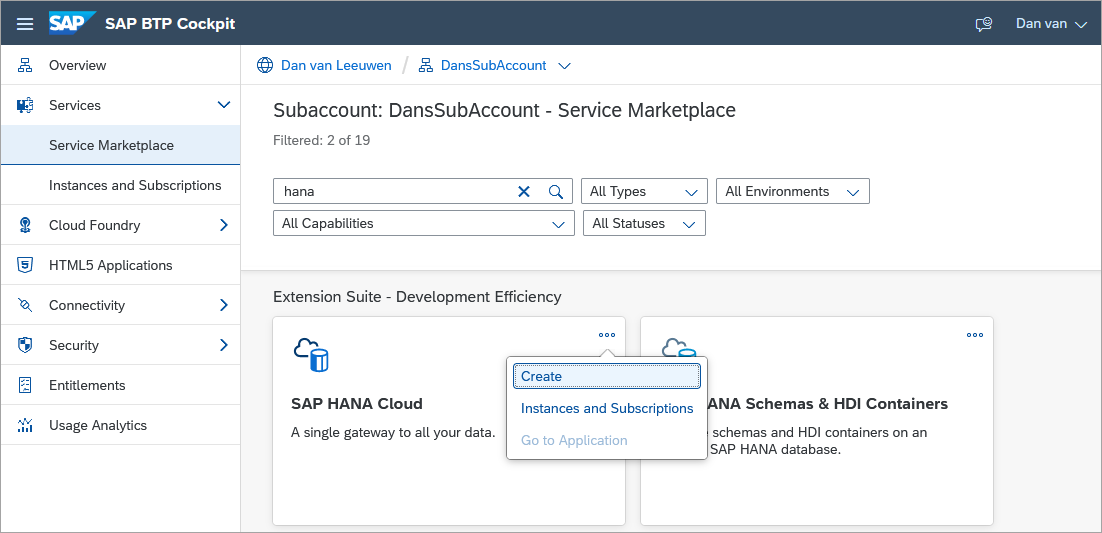 SAP SAP BTP Cockpit
Dan van
Overview
Services
Service Marketplace
Instances and Subscriptions
Cloud Foundry
HTML5 Applications
Connectivity
Security
Entitlements
Usage Analytics
Dan van Leeuwen / DansSubAccount
Subaccount: DansSubAccount - Service Marketplace
Filtered: 2 of 19
hana
All Types
All Environments
All Capabilities
All Statuses
Extension Suite - Development Efficiency
SAP HANA Cloud
A single gateway to all your data.
Create
Instances and Subscriptions
Go to Application
ANA Schemas & HDI Containers
schemas and HDI containers on an
SAP HANA database.